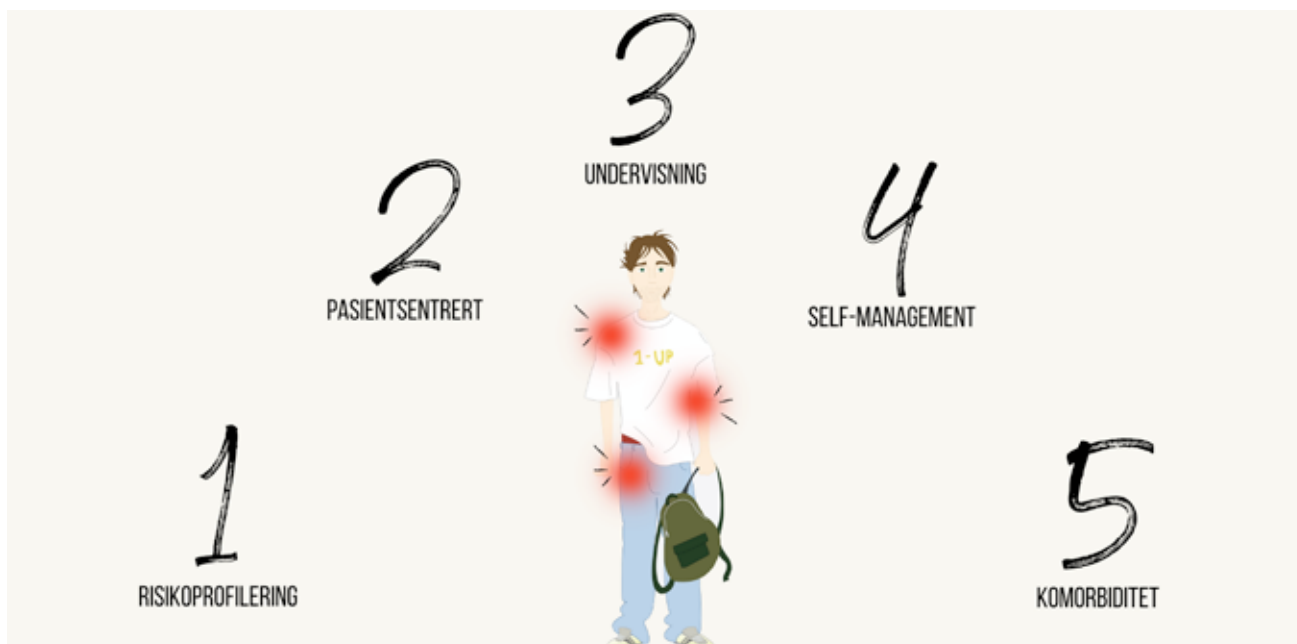 1
RISIKOPROFILERING
2
PASIENTSENTRERT
3
UNDERVISNING
4
SELF-MANAGEMENT
5
KOMORBIDITET
1-UP